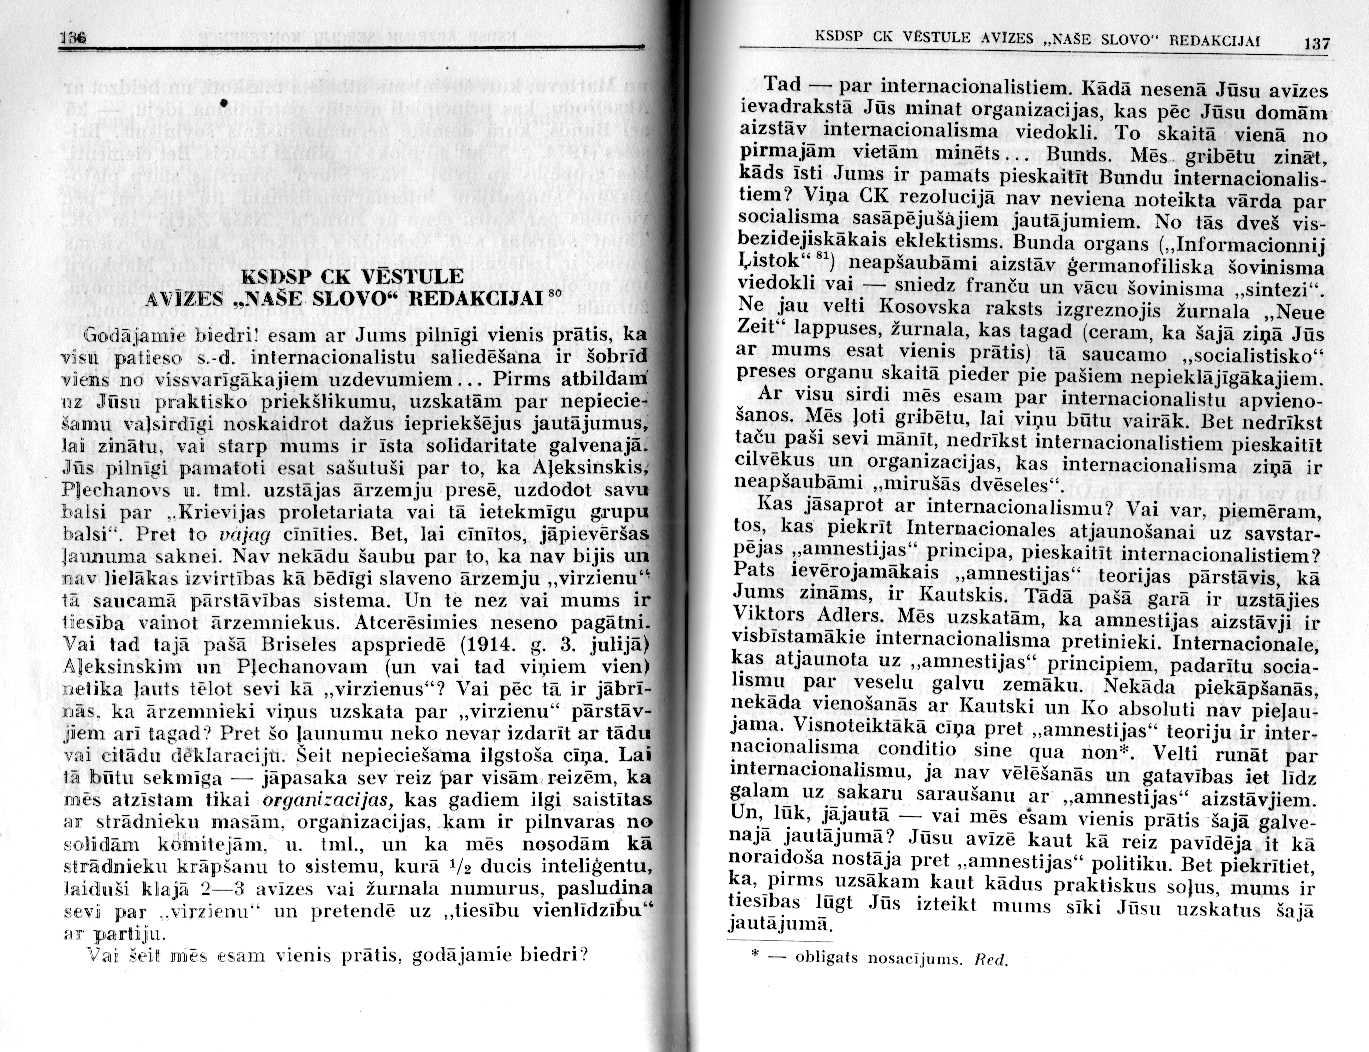 136
KSDSP CK VĒSTULE
AVĪZES „NAŠE SLOVO“ REDAKCIJAI ⁸⁰
Godājamie biedri! esam ar Jums pilnīgi vienis prātis, ka
visu patieso s.-d. internacionalistu saliedēšana ir šobrīd
viens no vissvarīgākajiem uzdevumiem... Pirms atbildam
uz Jūsu praktisko priekšlikumu, uzskatām par nepiecie-
šamu vaļsirdīgi noskaidrot dažus iepriekšējus jautājumus,
lai zinātu, vai starp mums ir īsta solidaritate galvenajā.
Jūs pilnīgi pamatoti esat sašutuši par to, ka Aļeksinskis,
Pļechanovs u. tml. uzstājas ārzemju presē, uzdodot savu
balsi par „Krievijas proletariata vai tā ietekmīgu grupu
balsi“. Pret to vajag cīnīties. Bet, lai cīnītos, jāpievēršas
ļaunuma saknei. Nav nekādu šaubu par to, ka nav bijis un
nav lielākas izvirtības kā bēdīgi slaveno ārzemju „virzienu“
tā saucamā pārstāvības sistema. Un te nez vai mums ir
tiesība vainot ārzemniekus. Atcerēsimies neseno pagātni.
Vai tad tajā pašā Briseles apspriedē (1914. g. 3. julijā)
Aļeksinskim un Pļechanovam (un vai tad viņiem vien)
netika ļauts tēlot sevi kā „virzienus“? Vai pēc tā ir jābrī-
nās, ka ārzemnieki viņus uzskata par „virzienu“ pārstāv-
jiem arī tagad? Pret šo ļaunumu neko nevar izdarīt ar tādu
vai citādu deklaraciju. Šeit nepieciešama ilgstoša cīņa. Lai
tā būtu sekmīga — jāpasaka sev reiz par visām reizēm, ka
mēs atzīstam tikai organizacijas, kas gadiem ilgi saistītas
ar strādnieku masām, organizacijas, kam ir pilnvaras no
solidām komitejām, u. tml., un ka mēs nosodām kā
strādnieku krāpšanu to sistemu, kurā ¹/₂ ducis inteliģentu,
laiduši klajā 2—3 avīzes vai žurnala numurus, pasludina
sevi par „virzienu“ un pretendē uz „tiesību vienlīdzību“
ar partiju.
Vai šeit mēs esam vienis prātis, godājamie biedri?
KSDSP CK VĒSTULE AVĪZES „NAŠE SLOVO“ REDAKCIJAI 137
Tad — par internacionalistiem. Kādā nesenā Jūsu avīzes
ievadrakstā Jūs minat organizacijas, kas pēc Jūsu domām
aizstāv internacionalisma viedokli. To skaitā vienā no
pirmajām vietām minēts... Bunds. Mēs gribētu zināt,
kāds īsti Jums ir pamats pieskaitīt Bundu internacionalis-
tiem? Viņa CK rezolucijā nav neviena noteikta vārda par
socialisma sasāpējušājiem jautājumiem. No tās dveš vis-
bezidejiskākais eklektisms. Bunda organs („Informacionnij
Ļistok“ ⁸¹) neapšaubāmi aizstāv ģermanofiliska šovinisma
viedokli vai — sniedz franču un vācu šovinisma „sintezi“.
Ne jau velti Kosovska raksts izgreznojis žurnala „Neue
Zeit“ lappuses, žurnala, kas tagad (ceram, ka šajā ziņā Jūs
ar mums esat vienis prātis) tā saucamo „socialistisko“
preses organu skaitā pieder pie pašiem nepieklājīgākajiem.
Ar visu sirdi mēs esam par internacionalistu apvieno-
šanos. Mēs ļoti gribētu, lai viņu būtu vairāk. Bet nedrīkst
taču paši sevi mānīt, nedrīkst internacionalistiem pieskaitīt
cilvēkus un organizacijas, kas internacionalisma ziņā ir
neapšaubāmi „mirušās dvēseles“.
Kas jāsaprot ar internacionalismu? Vai var, piemēram,
tos, kas piekrīt Internacionales atjaunošanai uz savstar-
pējas „amnestijas“ principa, pieskaitīt internacionalistiem?
Pats ievērojamākais „amnestijas“ teorijas pārstāvis, kā
Jums zināms, ir Kautskis. Tādā pašā garā ir uzstājies
Viktors Adlers. Mēs uzskatām, ka amnestijas aizstāvji ir
visbīstamākie internacionalisma pretinieki. Internacionale,
kas atjaunota uz „amnestijas“ principiem, padarītu socia-
lismu par veselu galvu zemāku. Nekāda piekāpšanās,
nekāda vienošanās ar Kautski un Ko absoluti nav pieļau-
jama. Visnoteiktākā cīņa pret „amnestijas“ teoriju ir inter-
nacionalisma conditio sine qua non*. Velti runāt par
internacionalismu, ja nav vēlēšanās un gatavības iet līdz
galam uz sakaru saraušanu ar „amnestijas“ aizstāvjiem.
Un, lūk, jājautā — vai mēs esam vienis prātis šajā galve-
najā jautājumā? Jūsu avīzē kaut kā reiz pavīdēja it kā
noraidoša nostāja pret „amnestijas“ politiku. Bet piekrītiet,
ka, pirms uzsākam kaut kādus praktiskus soļus, mums ir
tiesības lūgt Jūs izteikt mums sīki Jūsu uzskatus šajā
jautājumā.
* — obligats nosacījums. Red.